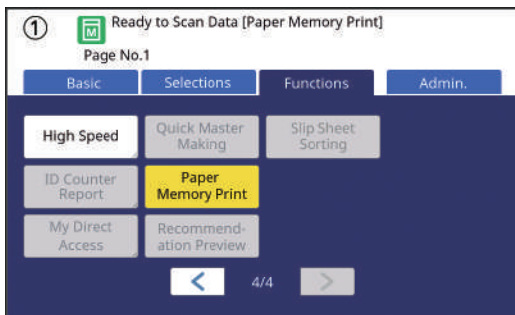 ①
Ready to Scan Data [Paper Memory Print]
Page No.1
Basic Selections Functions Admin.
High Speed
Quick Master
Making
Slip Sheet
Sorting
ID Counter
Report
Paper
Memory Print
My Direct
Access
Recommend-
ation Preview
< 4/4 >